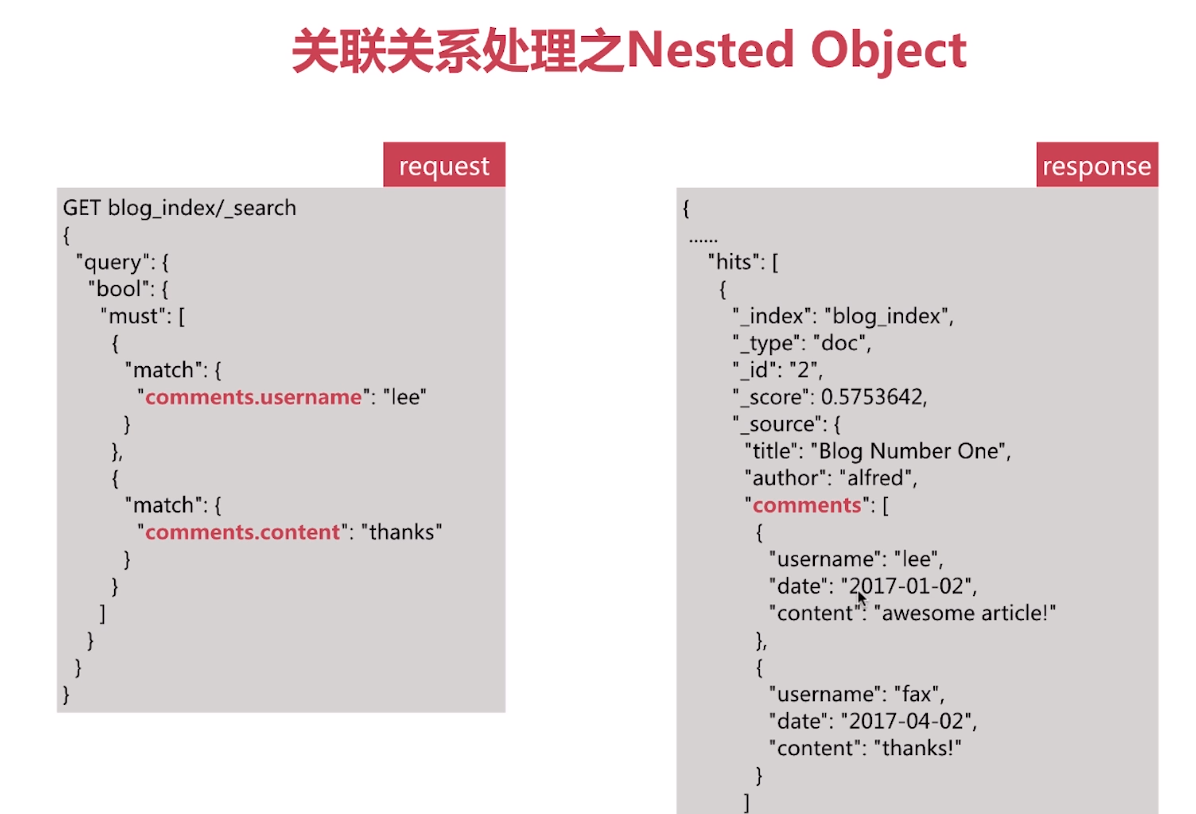 关联关系处理之Nested Object
request
GET blog_index/_search
{
"query": {
"bool": {
"must": [
{
"match": {
"comments.username": "lee"
}
},
{
"match": {
"comments.content": "thanks"
}
}
]
}
}
}
response
{
......
"hits": [
{
"_index": "blog_index",
"_type": "doc",
"_id": "2",
"_score": 0.5753642,
"_source": {
"title": "Blog Number One",
"author": "alfred",
"comments": [
{
"username": "lee",
"date": "2017-01-02",
"content": "awesome article!"
},
{
"username": "fax",
"date": "2017-04-02",
"content": "thanks!"
}
]